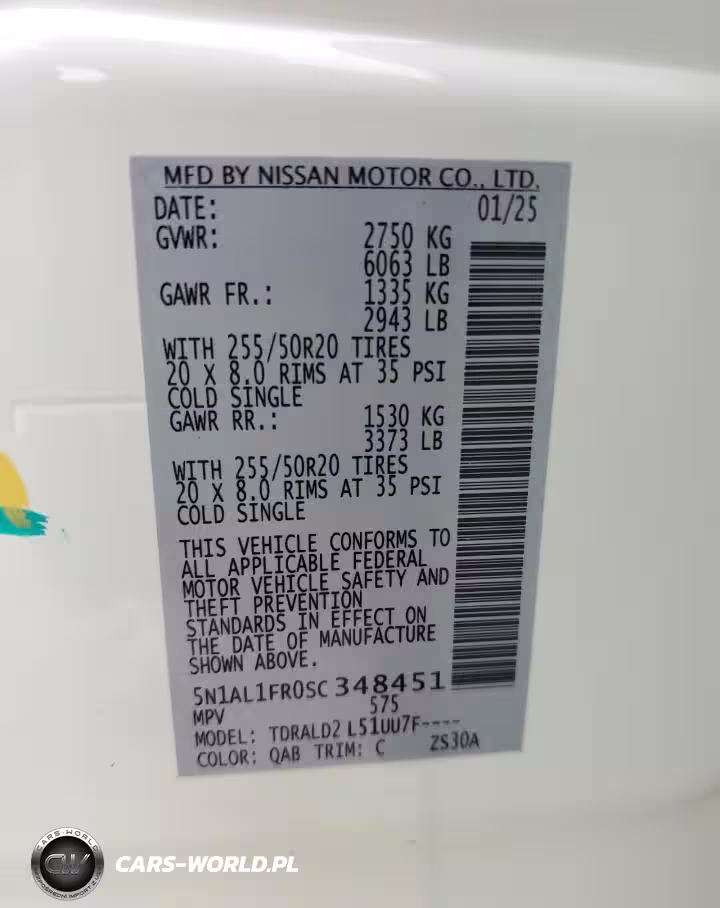 MFD BY NISSAN MOTOR CO., LTD.
DATE: 01/25
GVWR: 2750 KG
6063 LB
GAWR FR.: 1335 KG
2943 LB
WITH 255/50R20 TIRES
20 X 8.0 RIMS AT 35 PSI
COLD SINGLE
GAWR RR.: 1530 KG
3373 LB
WITH 255/50R20 TIRES
20 X 8.0 RIMS AT 35 PSI
COLD SINGLE
THIS VEHICLE CONFORMS TO
ALL APPLICABLE FEDERAL
MOTOR VEHICLE SAFETY AND
THEFT PREVENTION
STANDARDS IN EFFECT ON
THE DATE OF MANUFACTURE
SHOWN ABOVE.
5N1AL1FR0SC348451
MPV 575
MODEL: TDRALD2 L51UU7F----
COLOR: QAB TRIM: C ZS30A
CARS-WORLD
CW
CARS-WORLD.PL